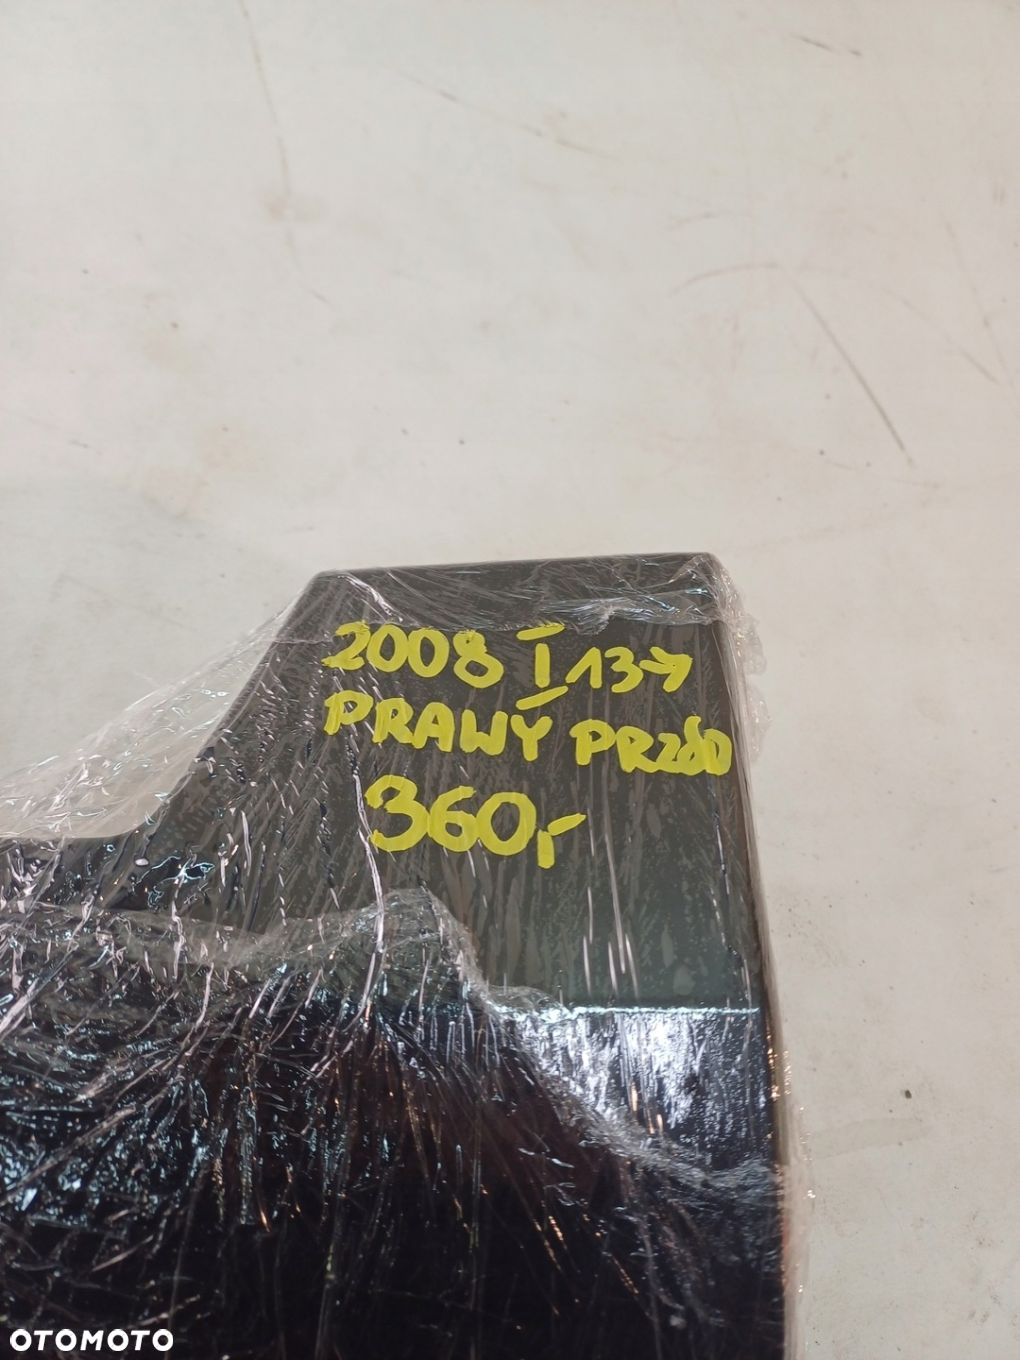 2008 I 13→
PRAWY PRZÓD
360,-
OTOMOTO